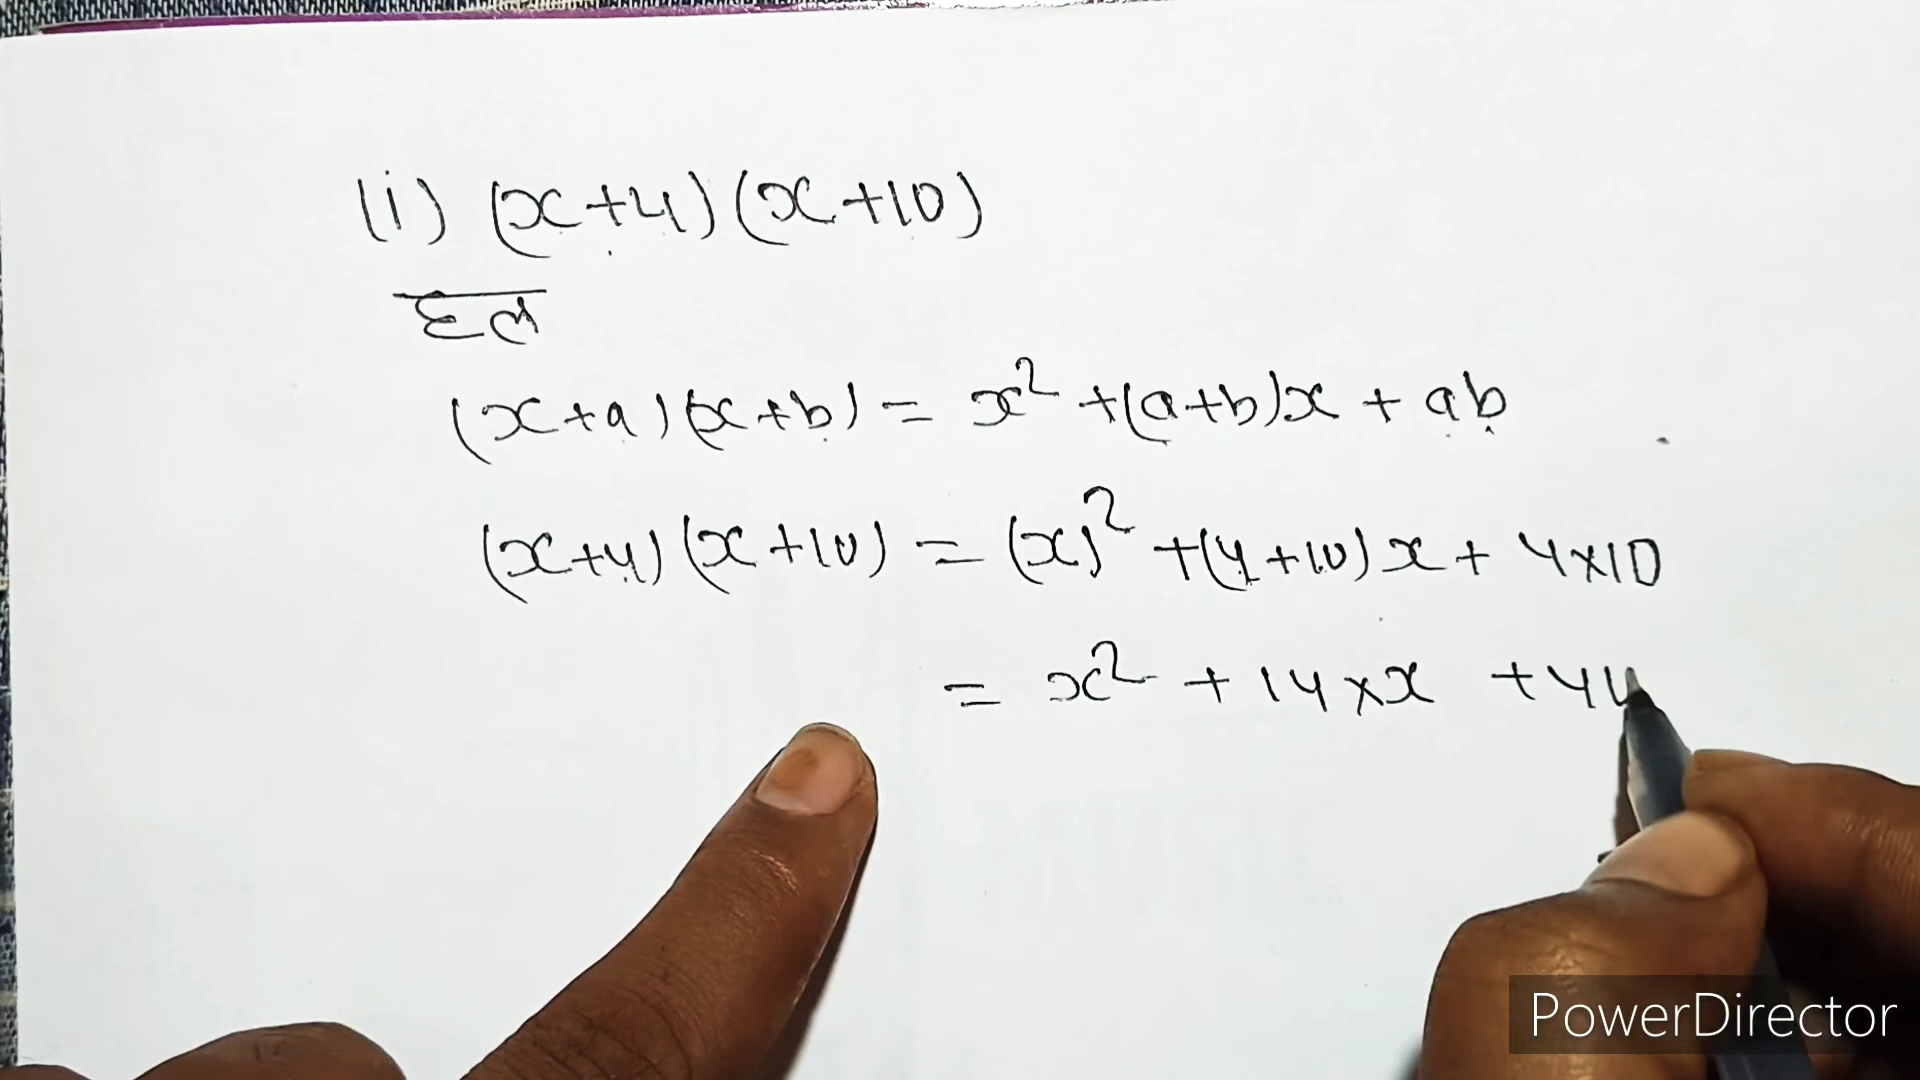 (i) (x+4)(x+10)
हल
(x+a)(x+b) = x² +(a+b)x + ab
(x+4)(x+10) = (x)² +(4+10)x + 4×10
= x² + 14×x + 4
PowerDirector